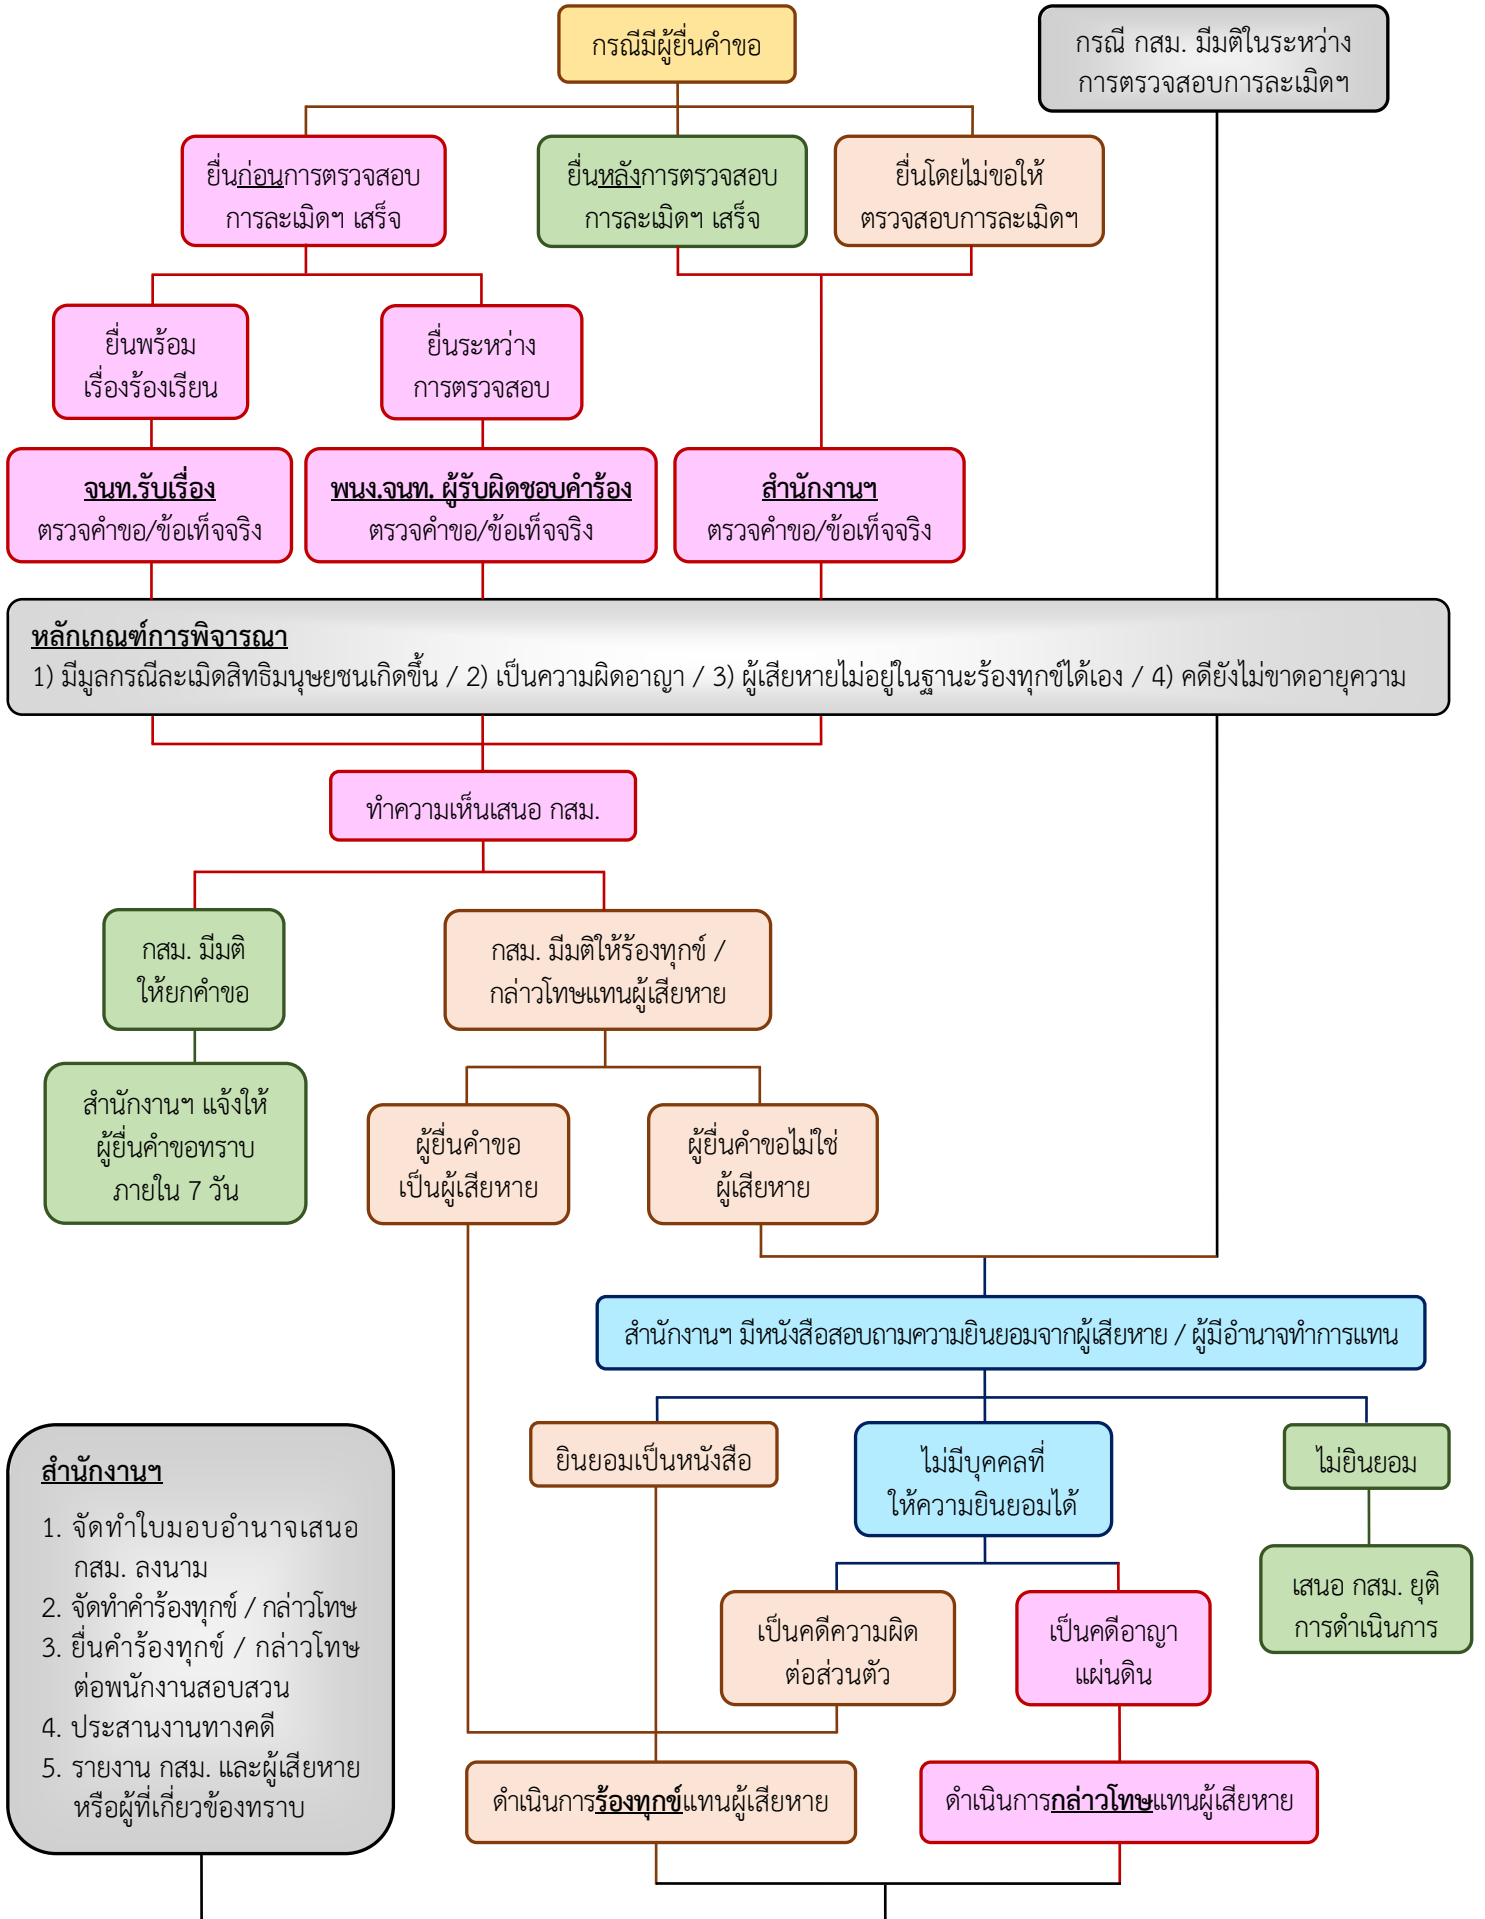 กรณีมีผู้ยื่นคำขอ
กรณี กสม. มีมติในระหว่าง
การตรวจสอบการละเมิดฯ
ยื่นก่อนการตรวจสอบ
การละเมิดฯ เสร็จ
ยื่นหลังการตรวจสอบ
การละเมิดฯ เสร็จ
ยื่นโดยไม่ขอให้
ตรวจสอบการละเมิดฯ
ยื่นพร้อม
เรื่องร้องเรียน
ยื่นระหว่าง
การตรวจสอบ
จนท.รับเรื่อง
ตรวจคำขอ/ข้อเท็จจริง
พนง.จนท. ผู้รับผิดชอบคำร้อง
ตรวจคำขอ/ข้อเท็จจริง
สำนักงานฯ
ตรวจคำขอ/ข้อเท็จจริง
หลักเกณฑ์การพิจารณา
1) มีมูลกรณีละเมิดสิทธิมนุษยชนเกิดขึ้น / 2) เป็นความผิดอาญา / 3) ผู้เสียหายไม่อยู่ในฐานะร้องทุกข์ได้เอง / 4) คดียังไม่ขาดอายุความ
ทำความเห็นเสนอ กสม.
กสม. มีมติ
ให้ยกคำขอ
กสม. มีมติให้ร้องทุกข์ /
กล่าวโทษแทนผู้เสียหาย
สำนักงานฯ แจ้งให้
ผู้ยื่นคำขอทราบ
ภายใน 7 วัน
ผู้ยื่นคำขอ
เป็นผู้เสียหาย
ผู้ยื่นคำขอไม่ใช่
ผู้เสียหาย
สำนักงานฯ มีหนังสือสอบถามความยินยอมจากผู้เสียหาย / ผู้มีอำนาจทำการแทน
ยินยอมเป็นหนังสือ
ไม่มีบุคคลที่
ให้ความยินยอมได้
ไม่ยินยอม
เสนอ กสม. ยุติ
การดำเนินการ
เป็นคดีความผิด
ต่อส่วนตัว
เป็นคดีอาญา
แผ่นดิน
ดำเนินการร้องทุกข์แทนผู้เสียหาย
ดำเนินการกล่าวโทษแทนผู้เสียหาย
สำนักงานฯ
1. จัดทำใบมอบอำนาจเสนอ
กสม. ลงนาม
2. จัดทำคำร้องทุกข์ / กล่าวโทษ
3. ยื่นคำร้องทุกข์ / กล่าวโทษ
ต่อพนักงานสอบสวน
4. ประสานงานทางคดี
5. รายงาน กสม. และผู้เสียหาย
หรือผู้ที่เกี่ยวข้องทราบ